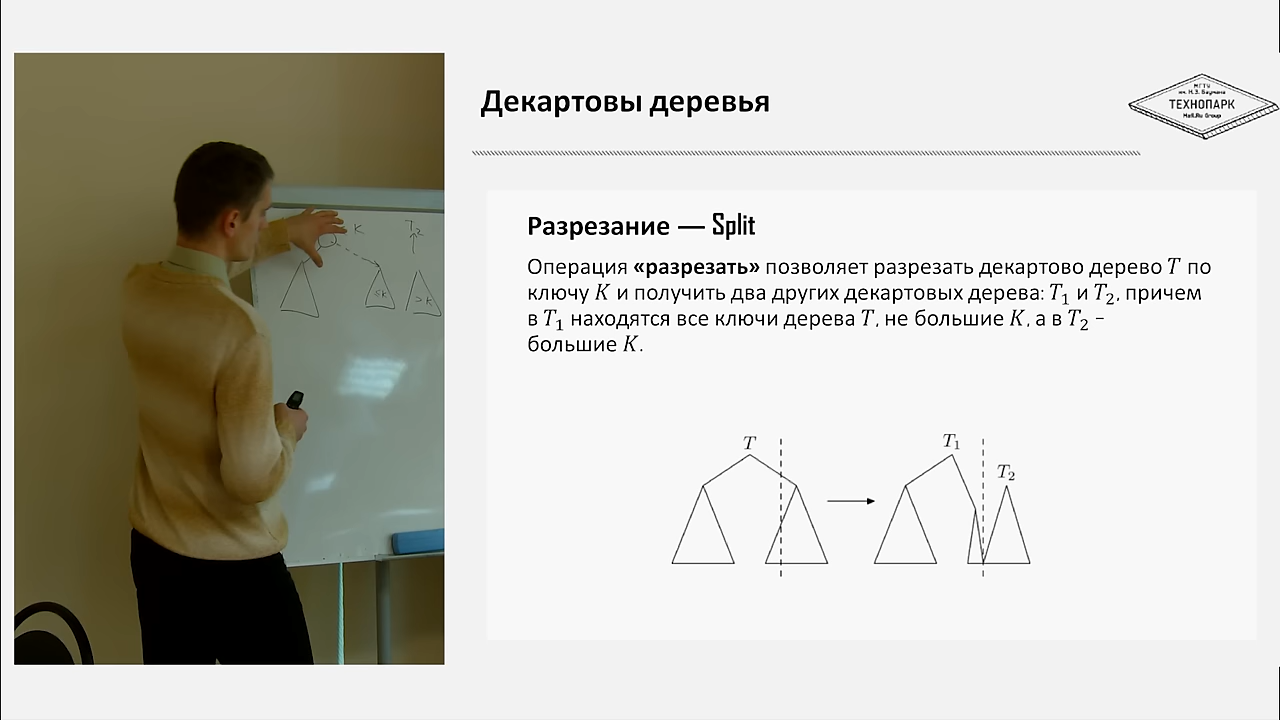 Декартовы деревья
МГТУ
им. Н.Э. Баумана
ТЕХНОПАРК
Mail.Ru Group
Разрезание — Split
Операция «разрезать» позволяет разрезать декартово дерево T по
ключу K и получить два других декартовых дерева: T₁ и T₂, причем
в T₁ находятся все ключи дерева T, не большие K, а в T₂ –
большие K.
T
T₁
T₂
K
T₂
≤K
>K